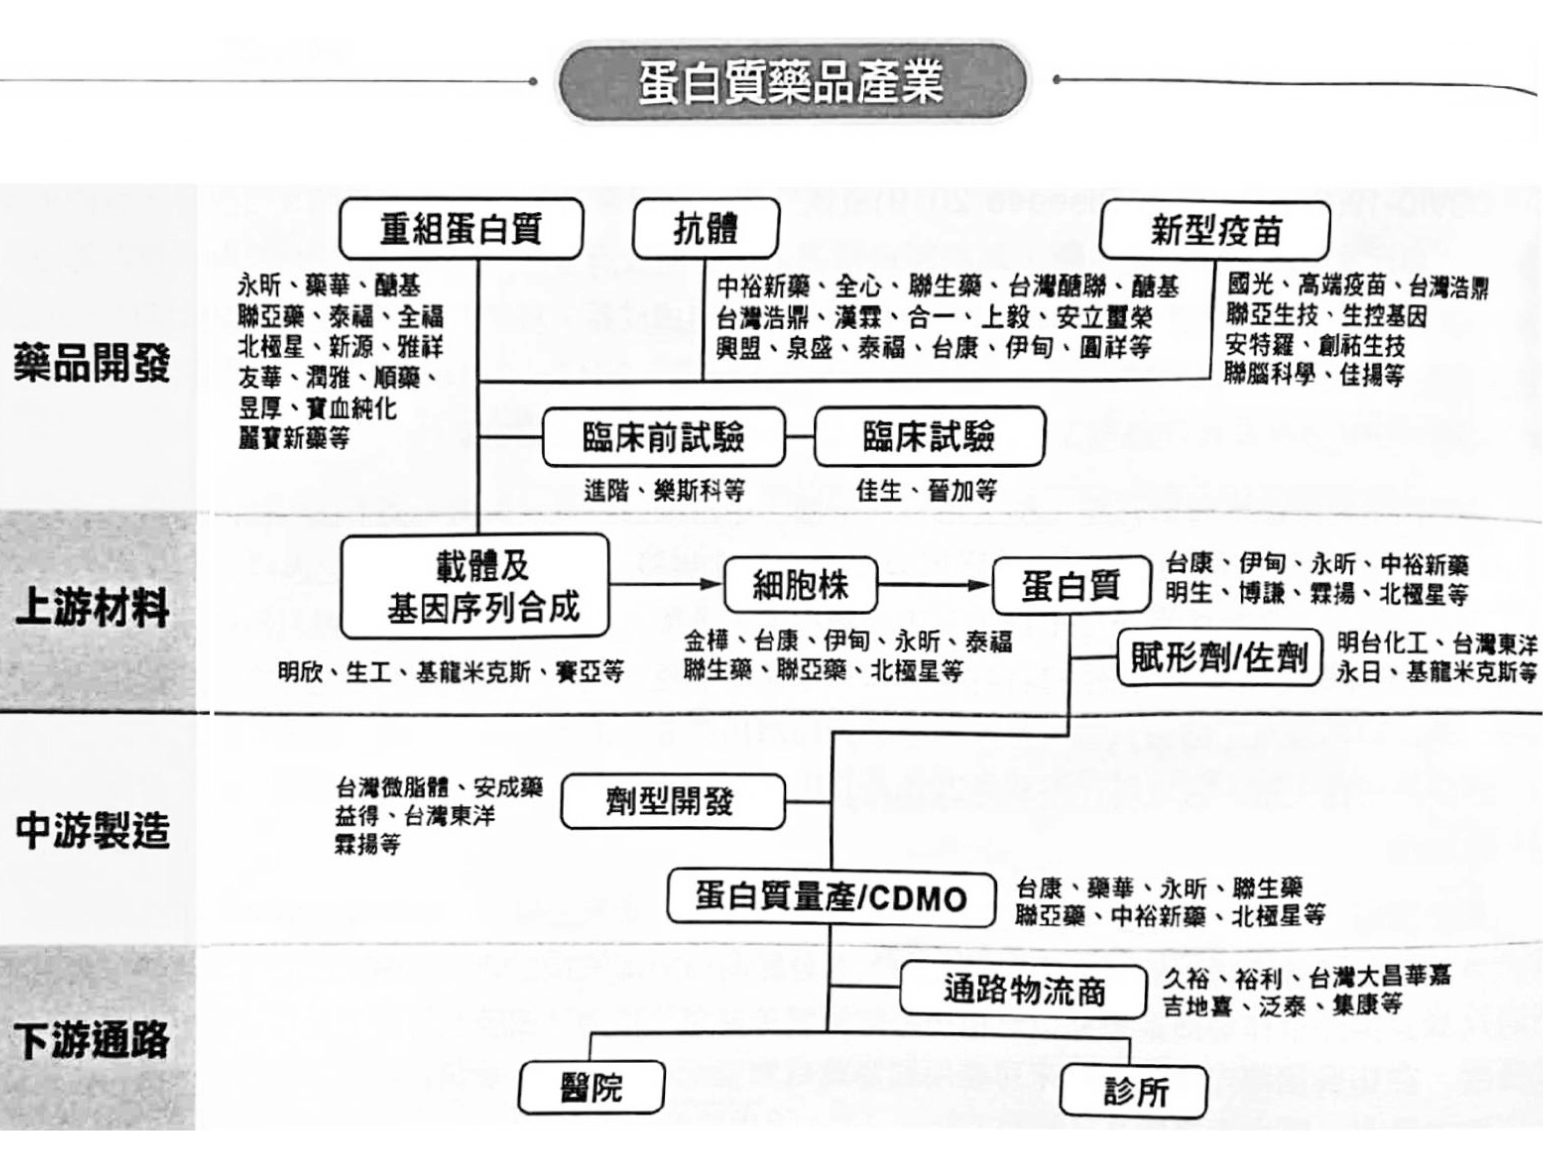 蛋白質藥品產業
藥品開發
重組蛋白質
永昕、藥華、醣基
聯亞藥、泰福、全福
北極星、新源、雅祥
友華、潤雅、順藥、
昱厚、寶血純化
麗寶新藥等
抗體
中裕新藥、全心、聯生藥、台灣醣聯、醣基
台灣浩鼎、漢霖、合一、上毅、安立璽榮
興盟、泉盛、泰福、台康、伊甸、圓祥等
新型疫苗
國光、高端疫苗、台灣浩鼎
聯亞生技、生控基因
安特羅、創祐生技
聯腦科學、佳揚等
臨床前試驗
進階、樂斯科等
臨床試驗
佳生、晉加等
上游材料
載體及
基因序列合成
明欣、生工、基龍米克斯、賽亞等
細胞株
金樺、台康、伊甸、永昕、泰福
聯生藥、聯亞藥、北極星等
蛋白質
台康、伊甸、永昕、中裕新藥
明生、博謙、霖揚、北極星等
賦形劑/佐劑
明台化工、台灣東洋
永日、基龍米克斯等
中游製造
台灣微脂體、安成藥
益得、台灣東洋
霖揚等
劑型開發
蛋白質量產/CDMO
台康、藥華、永昕、聯生藥
聯亞藥、中裕新藥、北極星等
下游通路
通路物流商
久裕、裕利、台灣大昌華嘉
吉地喜、泛泰、集康等
醫院
診所